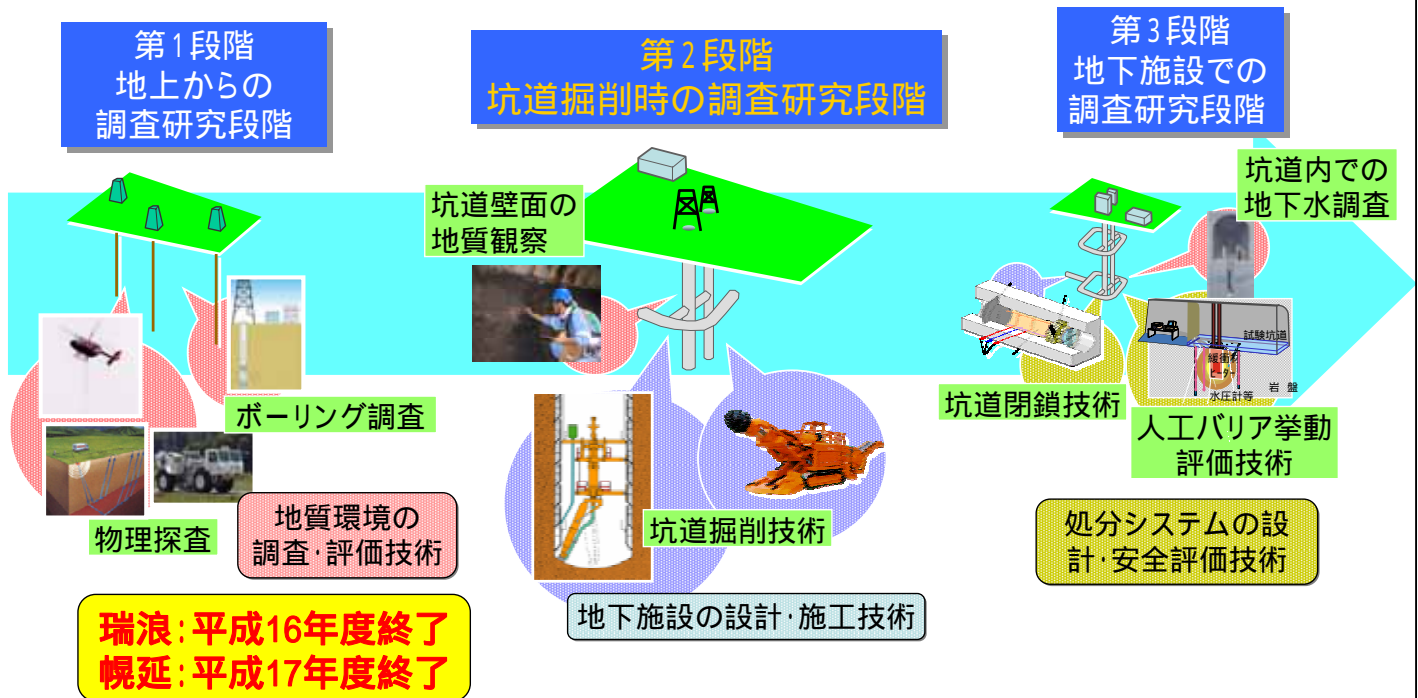 第1段階
地上からの
調査研究段階
第2段階
坑道掘削時の調査研究段階
第3段階
地下施設での
調査研究段階
坑道壁面の
地質観察
坑道内での
地下水調査
ボーリング調査
物理探査
地質環境の
調査･評価技術
瑞浪:平成16年度終了
幌延:平成17年度終了
坑道掘削技術
地下施設の設計･施工技術
坑道閉鎖技術
試験坑道
緩衝材
ヒーター
岩 盤
水圧計等
人工バリア挙動
評価技術
処分システムの設
計･安全評価技術